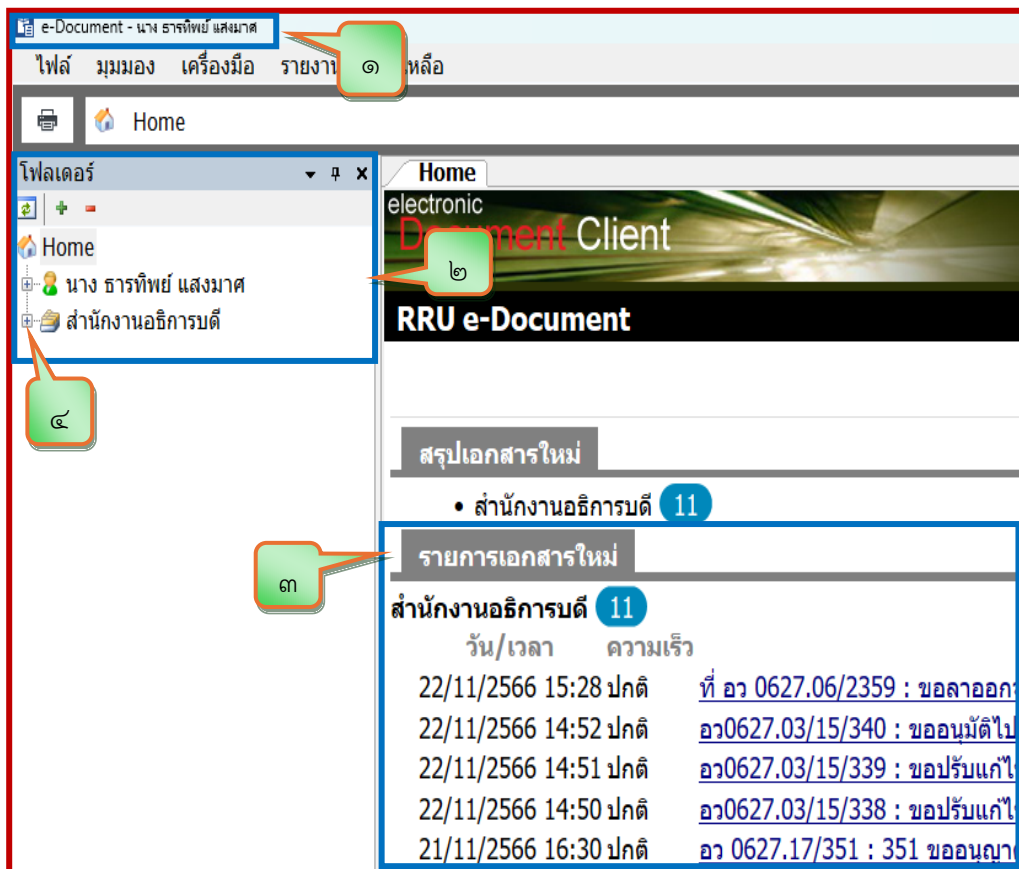 e-Document - นาง ธารทิพย์ แสงมาศ
ไฟล์ มุมมอง เครื่องมือ รายงาน ๑ เหลือ
Home
โฟลเดอร์
Home
นาง ธารทิพย์ แสงมาศ
สำนักงานอธิการบดี
๒
๔
Home
electronic
Document Client
RRU e-Document
สรุปเอกสารใหม่
• สำนักงานอธิการบดี 11
๓
รายการเอกสารใหม่
สำนักงานอธิการบดี 11
วัน/เวลา ความเร็ว
22/11/2566 15:28 ปกติ ที่ อว 0627.06/2359 : ขอลาออก
22/11/2566 14:52 ปกติ อว0627.03/15/340 : ขออนุมัติไป
22/11/2566 14:51 ปกติ อว0627.03/15/339 : ขอปรับแก้ไ
22/11/2566 14:50 ปกติ อว0627.03/15/338 : ขอปรับแก้ไ
21/11/2566 16:30 ปกติ อว 0627.17/351 : 351 ขออนุญา